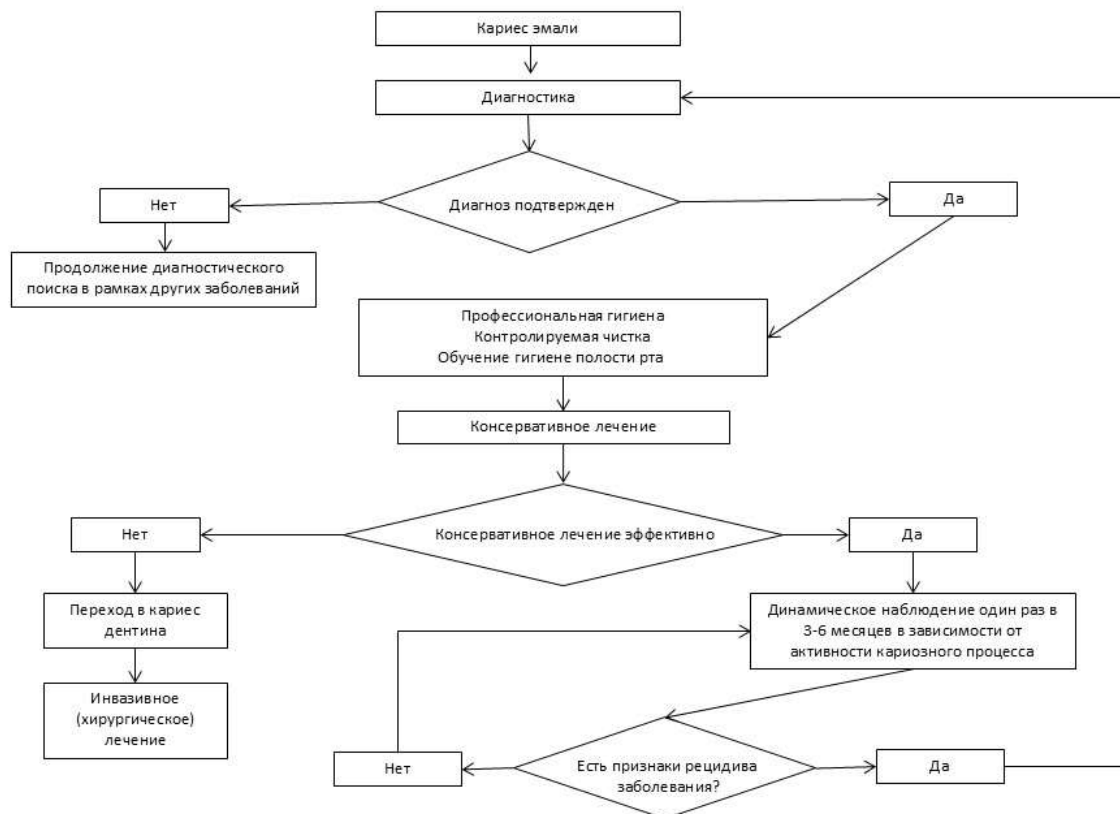 Кариес эмали
Диагностика
Диагноз подтвержден
Нет
Да
Продолжение диагностического
поиска в рамках других заболеваний
Профессиональная гигиена
Контролируемая чистка
Обучение гигиене полости рта
Консервативное лечение
Консервативное лечение эффективно
Нет
Да
Переход в кариес
дентина
Динамическое наблюдение один раз в
3-6 месяцев в зависимости от
активности кариозного процесса
Инвазивное
(хирургическое)
лечение
Есть признаки рецидива
заболевания?
Нет
Да